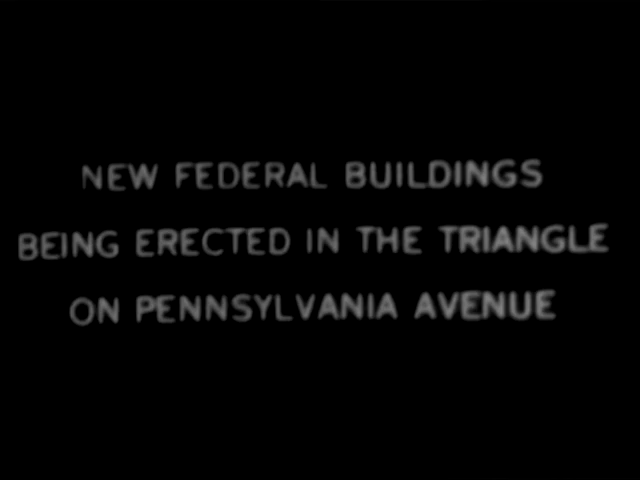 NEW FEDERAL BUILDINGS
BEING ERECTED IN THE TRIANGLE
ON PENNSYLVANIA AVENUE